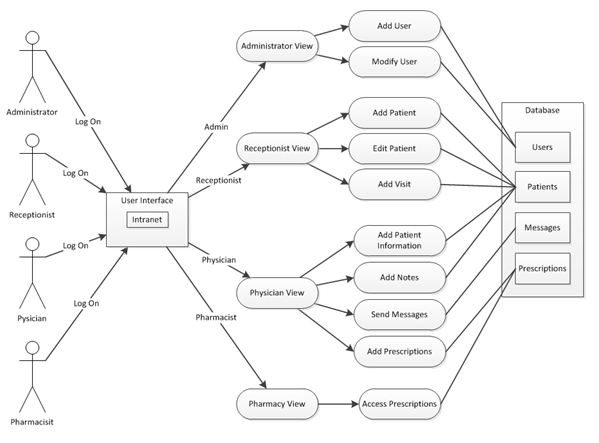 Administrator
Log On
Receptionist
Log On
Pysician
Log On
Pharmacisit
Log On
User Interface
Intranet
Admin
Receptionist
Physician
Pharmacist
Administrator View
Receptionist View
Physician View
Pharmacy View
Add User
Modify User
Add Patient
Edit Patient
Add Visit
Add Patient
Information
Add Notes
Send Messages
Add Prescriptions
Access Prescriptions
Database
Users
Patients
Messages
Prescriptions